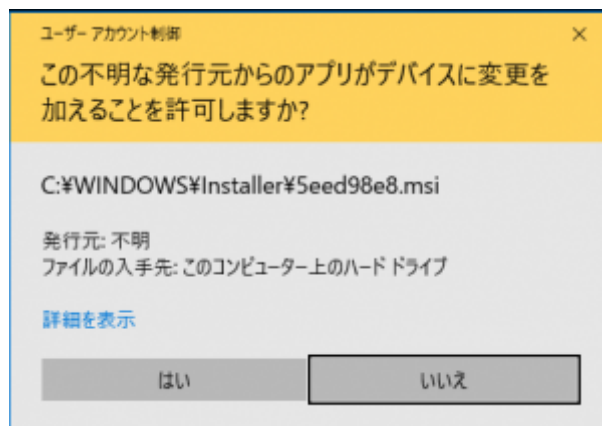 ユーザー アカウント制御
この不明な発行元からのアプリがデバイスに変更を
加えることを許可しますか?
C:¥WINDOWS¥Installer¥5eed98e8.msi
発行元: 不明
ファイルの入手先: このコンピューター上のハード ドライブ
詳細を表示
はい
いいえ